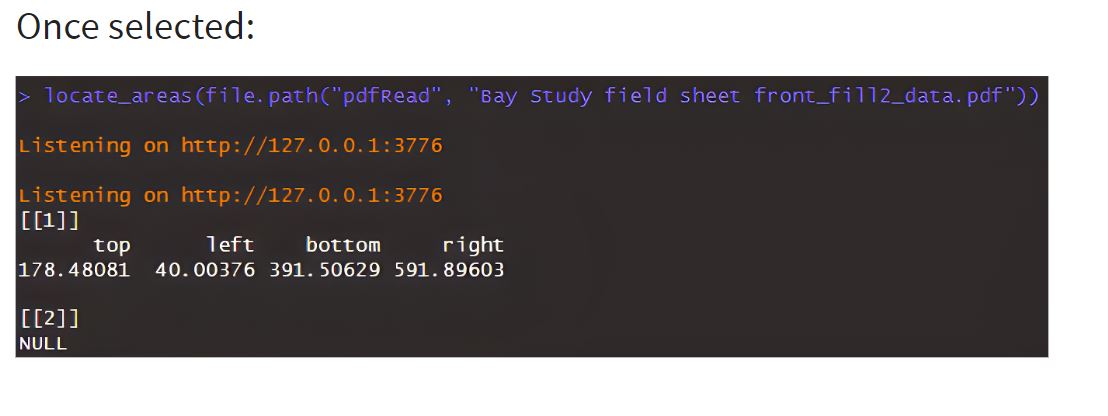 Once selected:
> locate_areas(file.path("pdfRead", "Bay Study field sheet front_fill2_data.pdf"))
Listening on http://127.0.0.1:3776
Listening on http://127.0.0.1:3776
[[1]]
top left bottom right
178.48081 40.00376 391.50629 591.89603
[[2]]
NULL